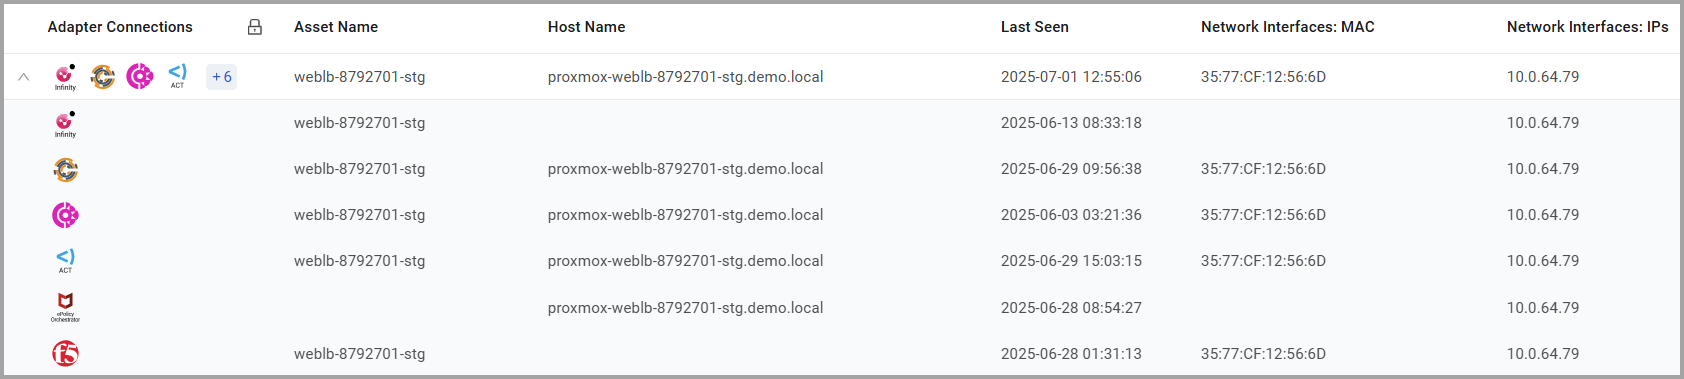 Adapter Connections Asset Name Host Name Last Seen Network Interfaces: MAC Network Interfaces: IPs
Infinity ACT +6 weblb-8792701-stg proxmox-weblb-8792701-stg.demo.local 2025-07-01 12:55:06 35:77:CF:12:56:6D 10.0.64.79
Infinity weblb-8792701-stg 2025-06-13 08:33:18 10.0.64.79
weblb-8792701-stg proxmox-weblb-8792701-stg.demo.local 2025-06-29 09:56:38 35:77:CF:12:56:6D 10.0.64.79
weblb-8792701-stg proxmox-weblb-8792701-stg.demo.local 2025-06-03 03:21:36 35:77:CF:12:56:6D 10.0.64.79
ACT weblb-8792701-stg proxmox-weblb-8792701-stg.demo.local 2025-06-29 15:03:15 35:77:CF:12:56:6D 10.0.64.79
ePolicy Orchestrator proxmox-weblb-8792701-stg.demo.local 2025-06-28 08:54:27 10.0.64.79
f5 weblb-8792701-stg 2025-06-28 01:31:13 35:77:CF:12:56:6D 10.0.64.79